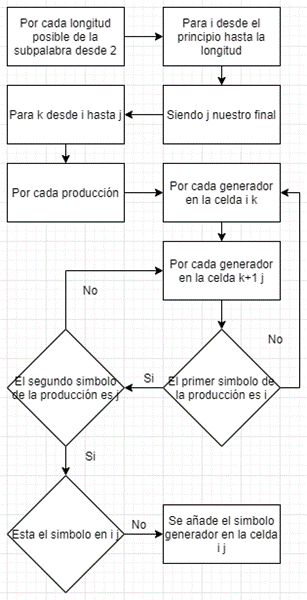 Por cada longitud
posible de la
subpalabra desde 2
Para i desde el
principio hasta la
longitud
Siendo j nuestro final
Para k desde i hasta j
Por cada producción
Por cada generador
en la celda i k
Por cada generador
en la celda k+1 j
No
No
El primer simbolo de
la producción es i
Si
El segundo simbolo
de la producción es j
Si
Esta el simbolo en i j
No
Se añade el simbolo
generador en la celda
i j